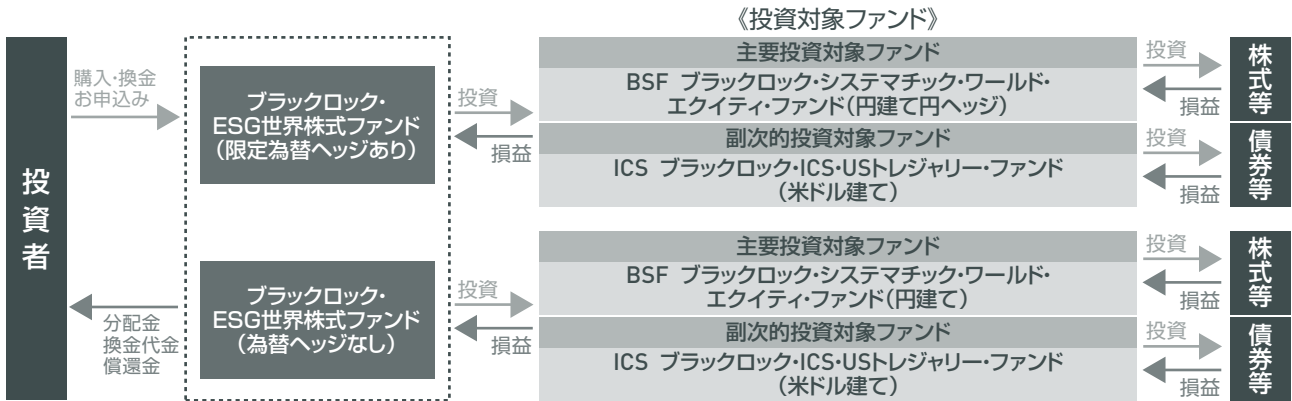 《投資対象ファンド》
投資者
購入・換金
お申込み
ブラックロック・
ESG世界株式ファンド
(限定為替ヘッジあり)
投資
損益
主要投資対象ファンド
BSF ブラックロック・システマチック・ワールド・
エクイティ・ファンド(円建て円ヘッジ)
投資
損益
株式等
副次的投資対象ファンド
ICS ブラックロック・ICS・USトレジャリー・ファンド
(米ドル建て)
投資
損益
債券等
分配金
換金代金
償還金
ブラックロック・
ESG世界株式ファンド
(為替ヘッジなし)
投資
損益
主要投資対象ファンド
BSF ブラックロック・システマチック・ワールド・
エクイティ・ファンド(円建て)
投資
損益
株式等
副次的投資対象ファンド
ICS ブラックロック・ICS・USトレジャリー・ファンド
(米ドル建て)
投資
損益
債券等